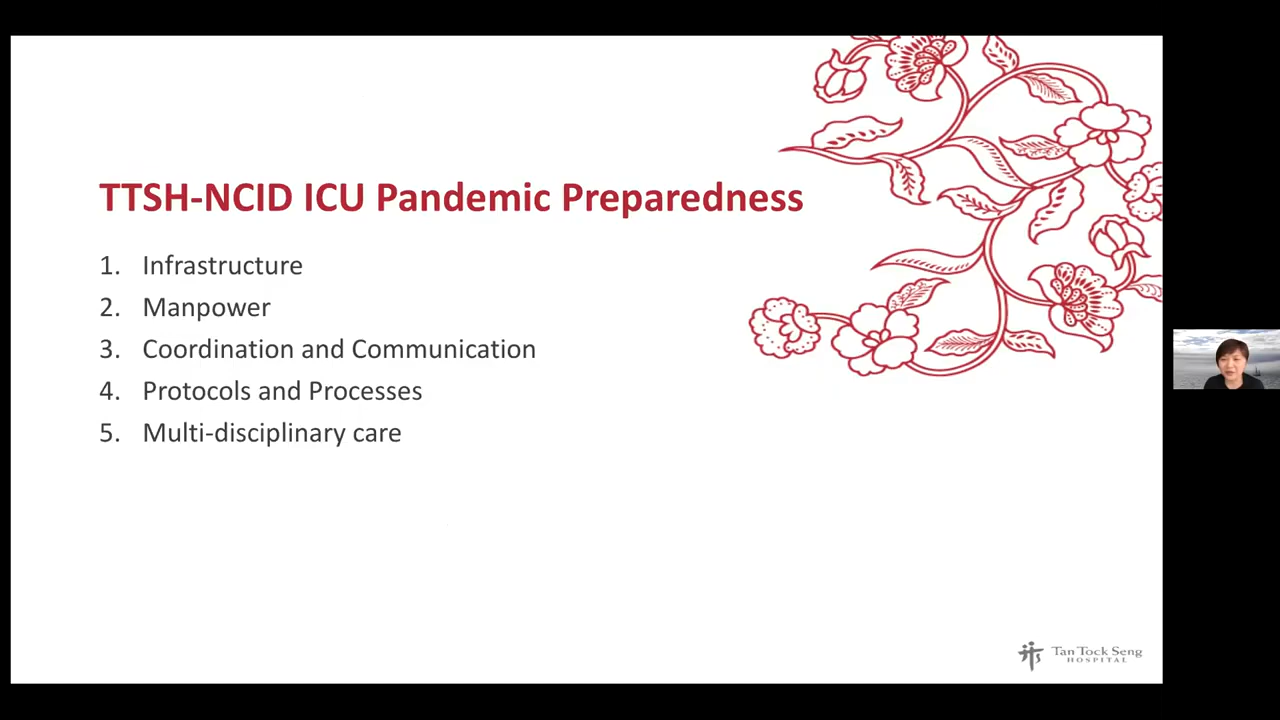 TTSH-NCID ICU Pandemic Preparedness
1. Infrastructure
2. Manpower
3. Coordination and Communication
4. Protocols and Processes
5. Multi-disciplinary care
Tan Tock Seng
HOSPITAL